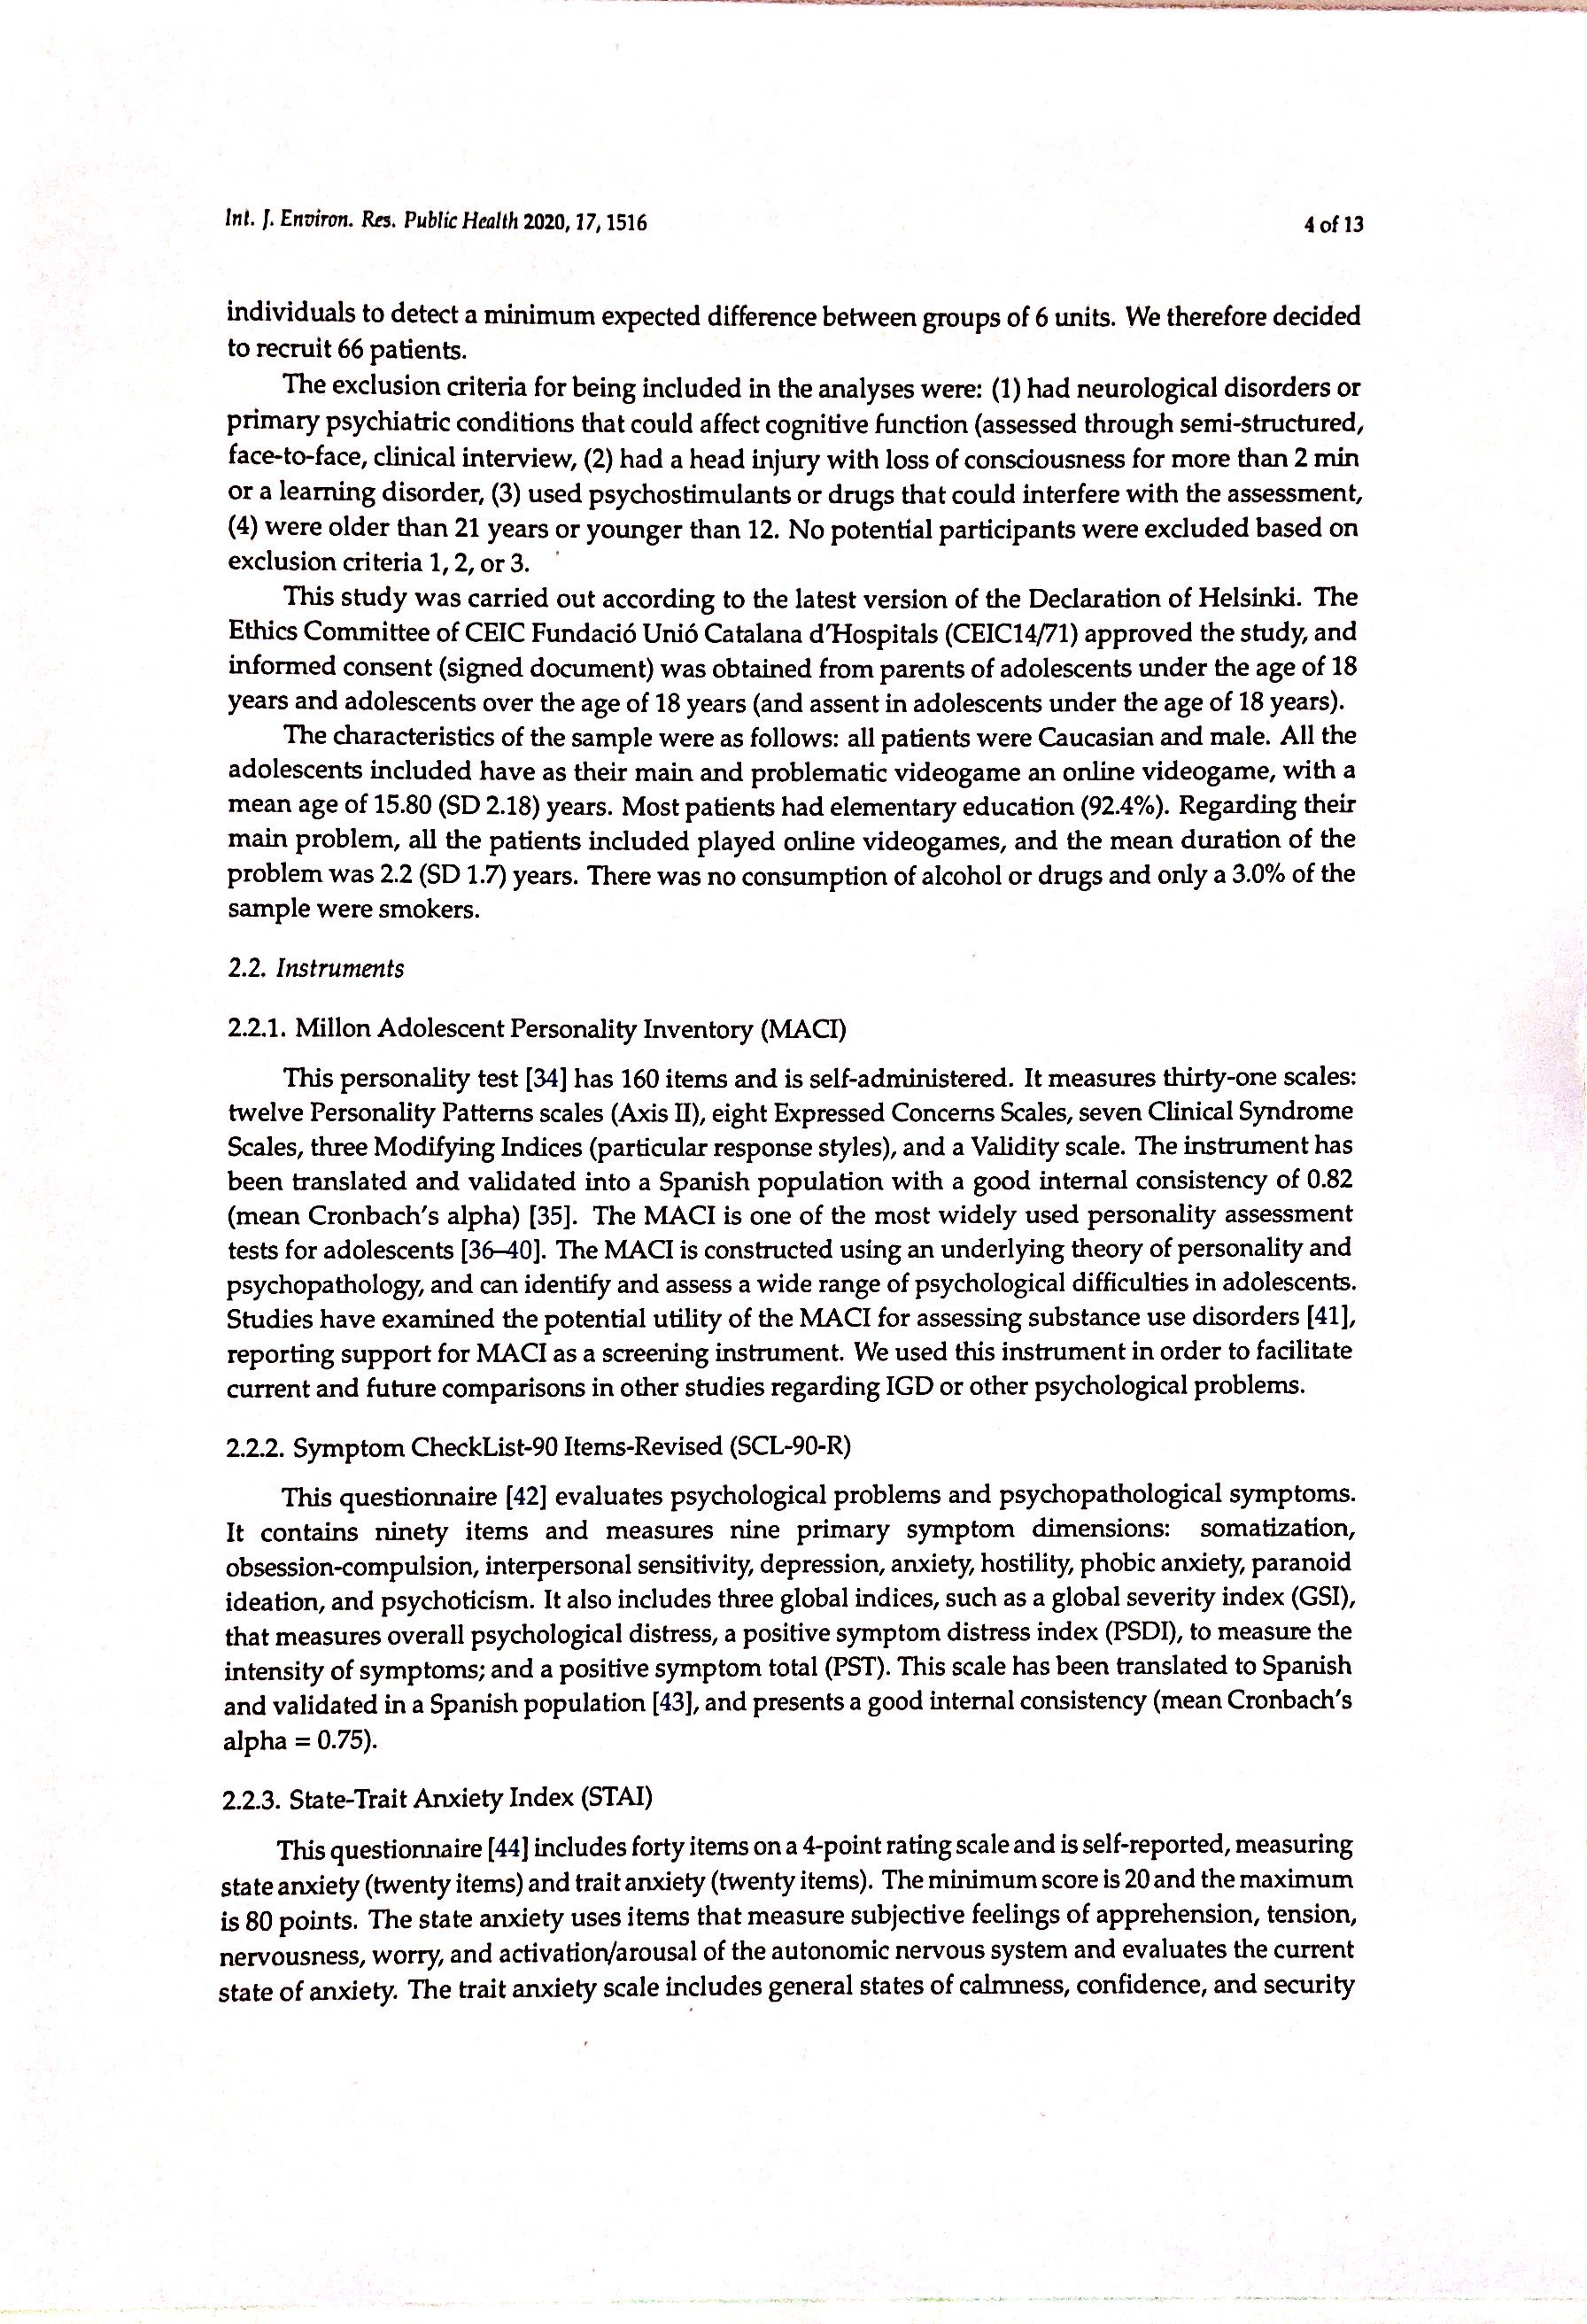 Int. J. Environ. Res. Public Health 2020, 17, 1516
4 of 13
individuals to detect a minimum expected difference between groups of 6 units. We therefore decided
to recruit 66 patients.
The exclusion criteria for being included in the analyses were: (1) had neurological disorders or
primary psychiatric conditions that could affect cognitive function (assessed through semi-structured,
face-to-face, clinical interview, (2) had a head injury with loss of consciousness for more than 2 min
or a learning disorder, (3) used psychostimulants or drugs that could interfere with the assessment,
(4) were older than 21 years or younger than 12. No potential participants were excluded based on
exclusion criteria 1, 2, or 3.
This study was carried out according to the latest version of the Declaration of Helsinki. The
Ethics Committee of CEIC Fundació Unió Catalana d'Hospitals (CEIC14/71) approved the study, and
informed consent (signed document) was obtained from parents of adolescents under the age of 18
years and adolescents over the age of 18 years (and assent in adolescents under the age of 18 years).
The characteristics of the sample were as follows: all patients were Caucasian and male. All the
adolescents included have as their main and problematic videogame an online videogame, with a
mean age of 15.80 (SD 2.18) years. Most patients had elementary education (92.4%). Regarding their
main problem, all the patients included played online videogames, and the mean duration of the
problem was 2.2 (SD 1.7) years. There was no consumption of alcohol or drugs and only a 3.0% of the
sample were smokers.
2.2. Instruments
2.2.1. Millon Adolescent Personality Inventory (MACI)
This personality test [34] has 160 items and is self-administered. It measures thirty-one scales:
twelve Personality Patterns scales (Axis II), eight Expressed Concerns Scales, seven Clinical Syndrome
Scales, three Modifying Indices (particular response styles), and a Validity scale. The instrument has
been translated and validated into a Spanish population with a good internal consistency of 0.82
(mean Cronbach's alpha) [35]. The MACI is one of the most widely used personality assessment
tests for adolescents [36–40]. The MACI is constructed using an underlying theory of personality and
psychopathology, and can identify and assess a wide range of psychological difficulties in adolescents.
Studies have examined the potential utility of the MACI for assessing substance use disorders [41],
reporting support for MACI as a screening instrument. We used this instrument in order to facilitate
current and future comparisons in other studies regarding IGD or other psychological problems.
2.2.2. Symptom CheckList-90 Items-Revised (SCL-90-R)
This questionnaire [42] evaluates psychological problems and psychopathological symptoms.
It contains ninety items and measures nine primary symptom dimensions: somatization,
obsession-compulsion, interpersonal sensitivity, depression, anxiety, hostility, phobic anxiety, paranoid
ideation, and psychoticism. It also includes three global indices, such as a global severity index (GSI),
that measures overall psychological distress, a positive symptom distress index (PSDI), to measure the
intensity of symptoms; and a positive symptom total (PST). This scale has been translated to Spanish
and validated in a Spanish population [43], and presents a good internal consistency (mean Cronbach's
alpha = 0.75).
2.2.3. State-Trait Anxiety Index (STAI)
This questionnaire [44] includes forty items on a 4-point rating scale and is self-reported, measuring
state anxiety (twenty items) and trait anxiety (twenty items). The minimum score is 20 and the maximum
is 80 points. The state anxiety uses items that measure subjective feelings of apprehension, tension,
nervousness, worry, and activation/arousal of the autonomic nervous system and evaluates the current
state of anxiety. The trait anxiety scale includes general states of calmness, confidence, and security